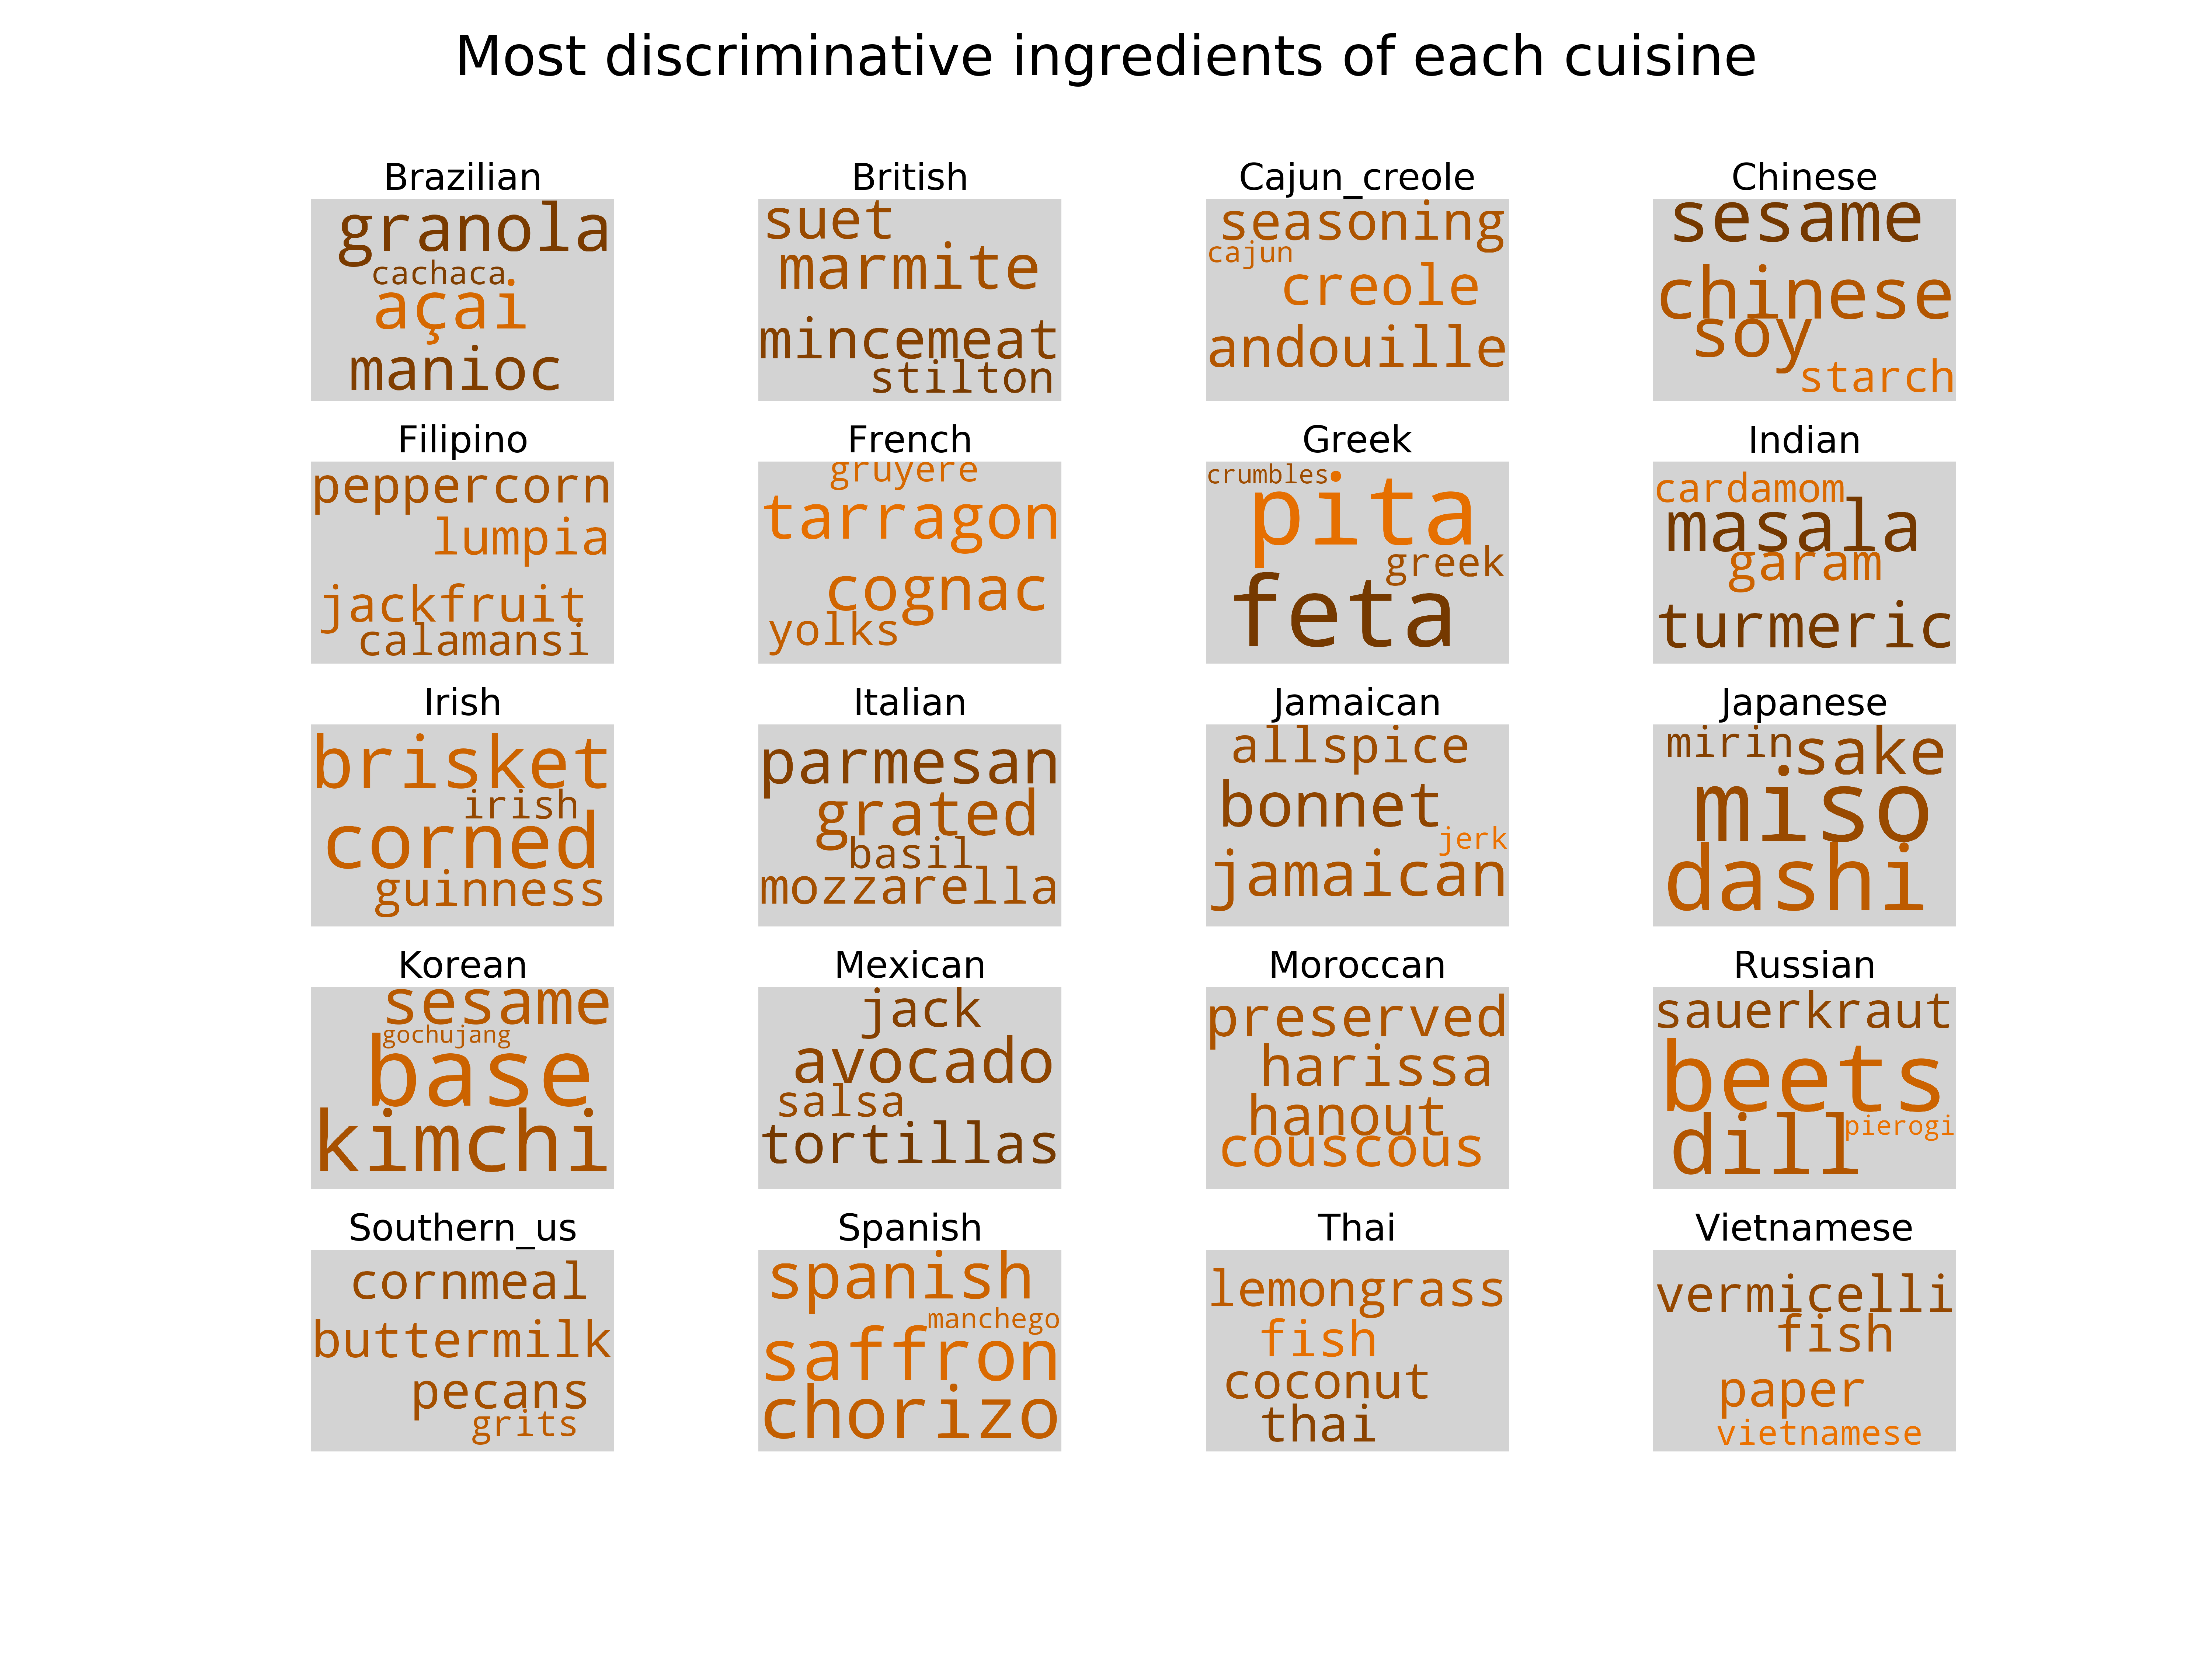 Most discriminative ingredients of each cuisine
Brazilian
granola
cachaca
açai
manioc
British
suet
marmite
mincemeat
stilton
Cajun_creole
seasoning
cajun
creole
andouille
Chinese
sesame
chinese
soy
starch
Filipino
peppercorn
lumpia
jackfruit
calamansi
French
gruyere
tarragon
cognac
yolks
Greek
crumbles
pita
greek
feta
Indian
cardamom
masala
garam
turmeric
Irish
brisket
irish
corned
guinness
Italian
parmesan
grated
basil
mozzarella
Jamaican
allspice
bonnet
jerk
jamaican
Japanese
mirin sake
miso
dashi
Korean
sesame
gochujang
base
kimchi
Mexican
jack
avocado
salsa
tortillas
Moroccan
preserved
harissa
hanout
couscous
Russian
sauerkraut
beets
dill pierogi
Southern_us
cornmeal
buttermilk
pecans
grits
Spanish
spanish
manchego
saffron
chorizo
Thai
lemongrass
fish
coconut
thai
Vietnamese
vermicelli
fish
paper
vietnamese